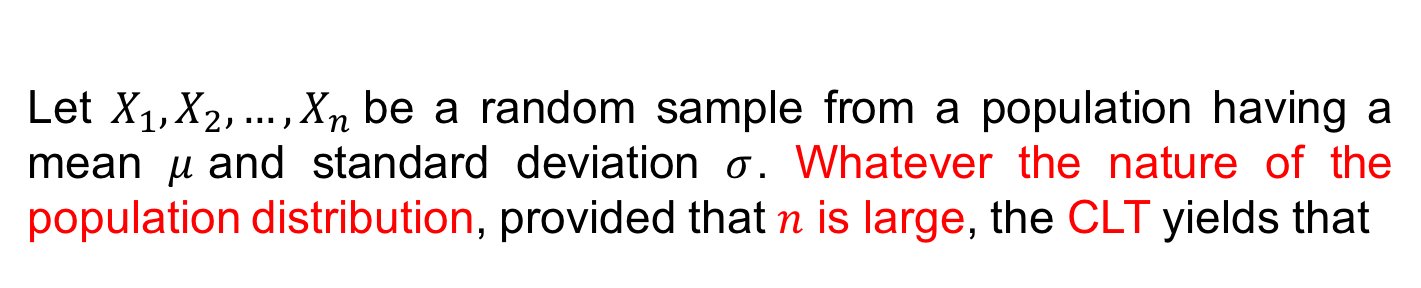 Let X₁, X₂, … , Xₙ be a random sample from a population having a
mean μ and standard deviation σ. Whatever the nature of the
population distribution, provided that n is large, the CLT yields that